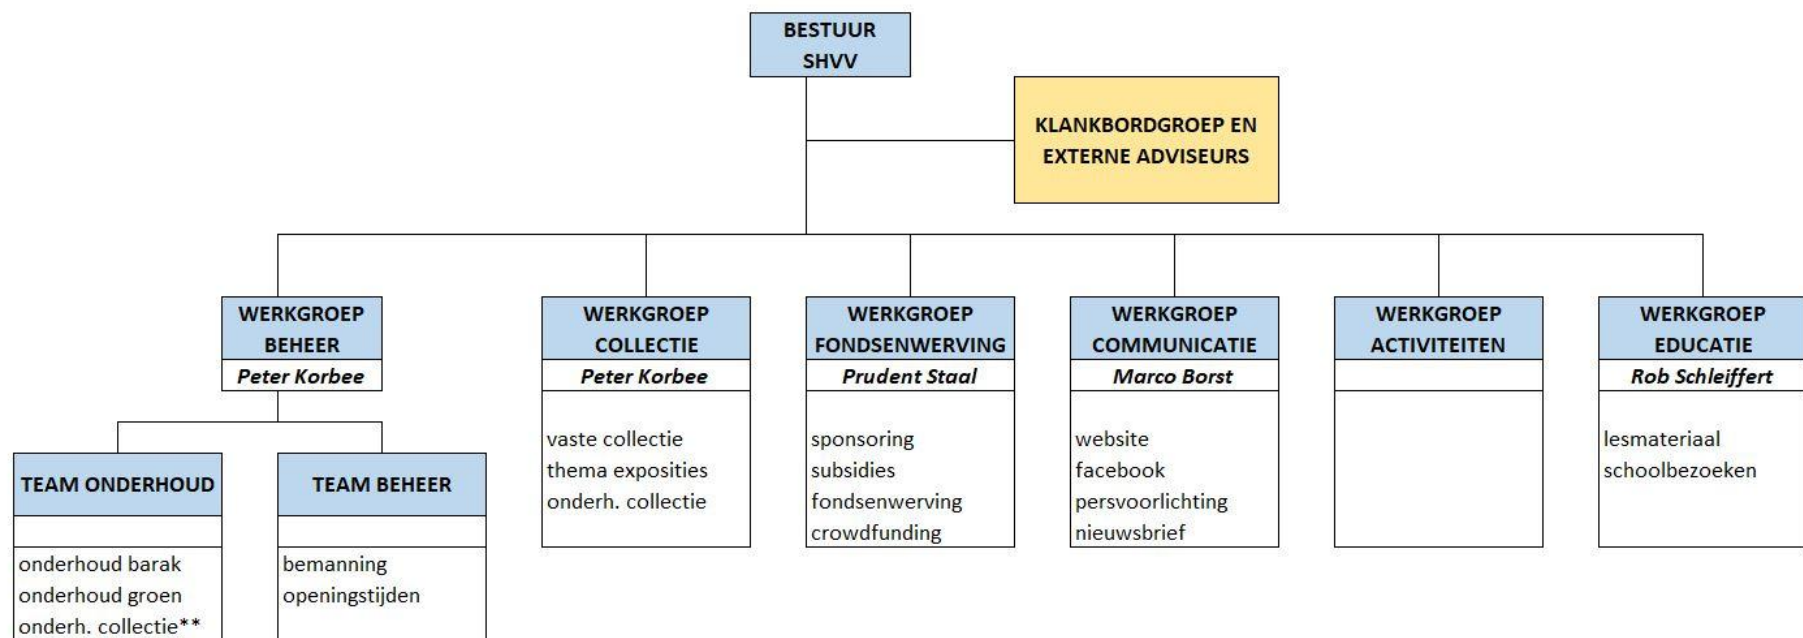 BESTUUR
SHVV
KLANKBORDGROEP EN
EXTERNE ADVISEURS
WERKGROEP
BEHEER
Peter Korbee
WERKGROEP
COLLECTIE
Peter Korbee
vaste collectie
thema exposities
onderh. collectie
WERKGROEP
FONDSENWERVING
Prudent Staal
sponsoring
subsidies
fondsenwerving
crowdfunding
WERKGROEP
COMMUNICATIE
Marco Borst
website
facebook
persvoorlichting
nieuwsbrief
WERKGROEP
ACTIVITEITEN
WERKGROEP
EDUCATIE
Rob Schleiffert
lesmateriaal
schoolbezoeken
TEAM ONDERHOUD
onderhoud barak
onderhoud groen
onderh. collectie**
TEAM BEHEER
bemanning
openingstijden